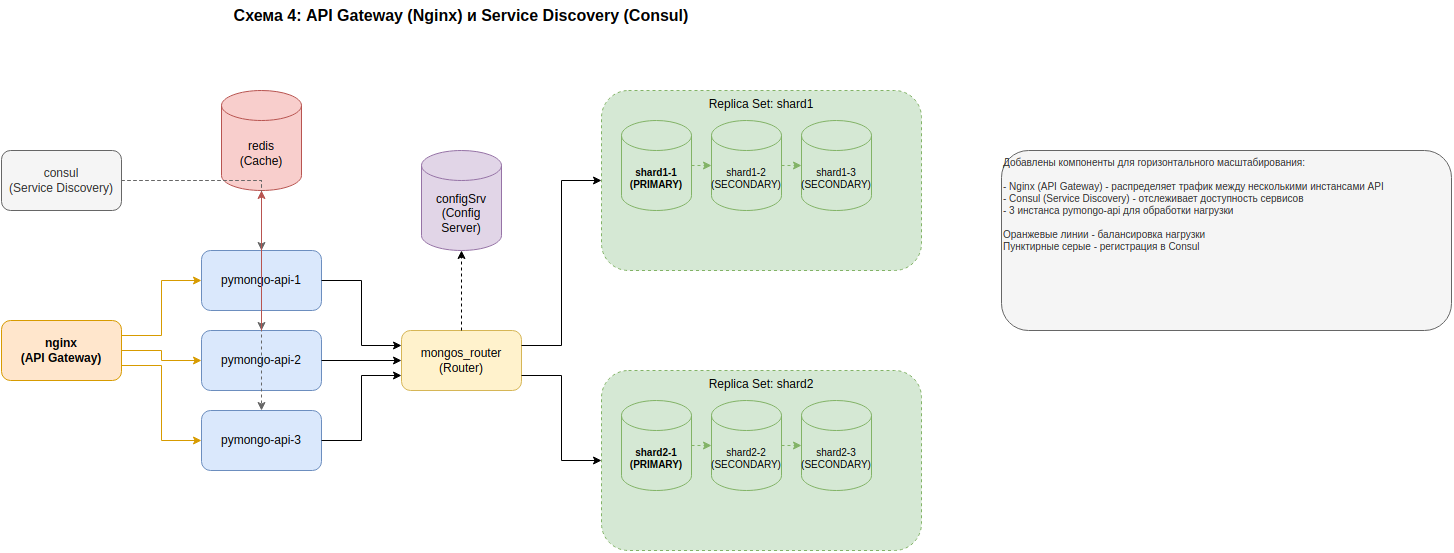 Схема 4: API Gateway (Nginx) и Service Discovery (Consul)
redis
(Cache)
consul
(Service Discovery)
configSrv
(Config
Server)
pymongo-api-1
nginx
(API Gateway)
pymongo-api-2
pymongo-api-3
mongos_router
(Router)
Replica Set: shard1
shard1-1
(PRIMARY)
shard1-2
(SECONDARY)
shard1-3
(SECONDARY)
Replica Set: shard2
shard2-1
(PRIMARY)
shard2-2
(SECONDARY)
shard2-3
(SECONDARY)
Добавлены компоненты для горизонтального масштабирования:
- Nginx (API Gateway) - распределяет трафик между несколькими инстансами API
- Consul (Service Discovery) - отслеживает доступность сервисов
- 3 инстанса pymongo-api для обработки нагрузки
Оранжевые линии - балансировка нагрузки
Пунктирные серые - регистрация в Consul